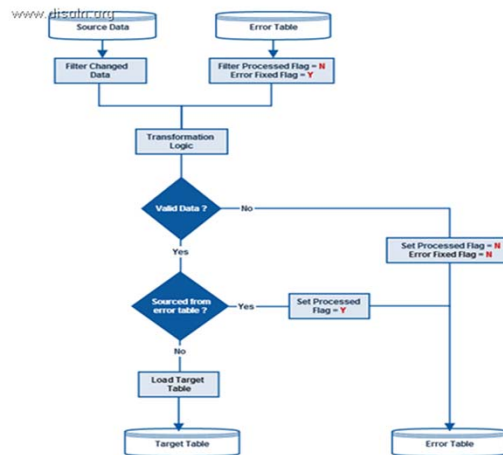 www.disoln.org
Source Data
Error Table
Filter Changed
Data
Filter Processed Flag = N
Error Fixed Flag = Y
Transformation
Logic
Valid Data ?
No
Set Processed Flag = N
Error Fixed Flag = N
Yes
Sourced from
error table ?
Yes
Set Processed
Flag = Y
No
Load Target
Table
Target Table
Error Table